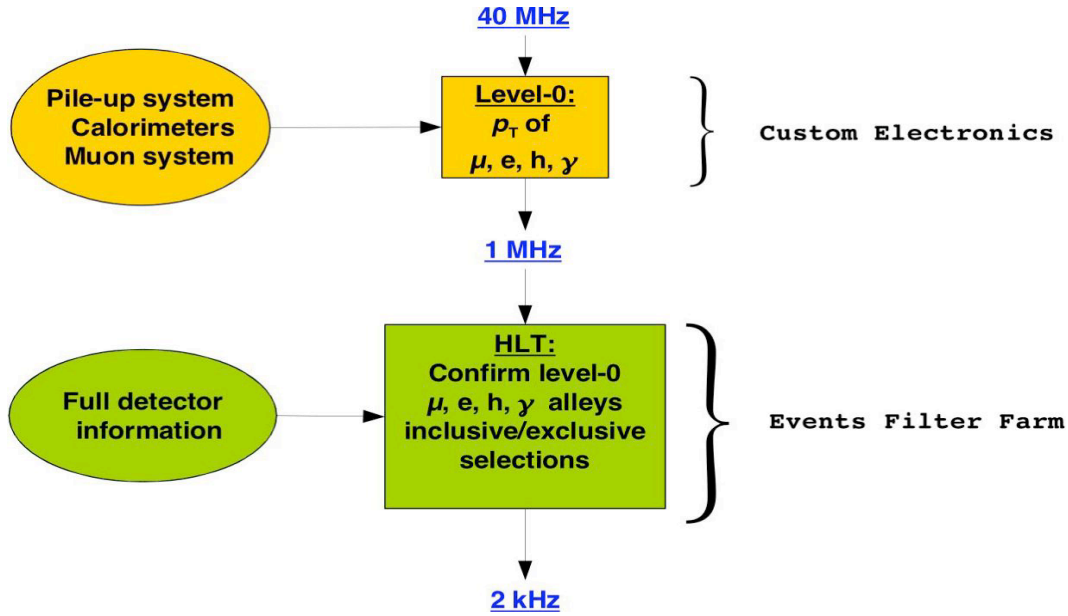 40 MHz
Pile-up system
Calorimeters
Muon system
Level-0:
pT of
μ, e, h, γ
Custom Electronics
1 MHz
Full detector
information
HLT:
Confirm level-0
μ, e, h, γ alleys
inclusive/exclusive
selections
Events Filter Farm
2 kHz